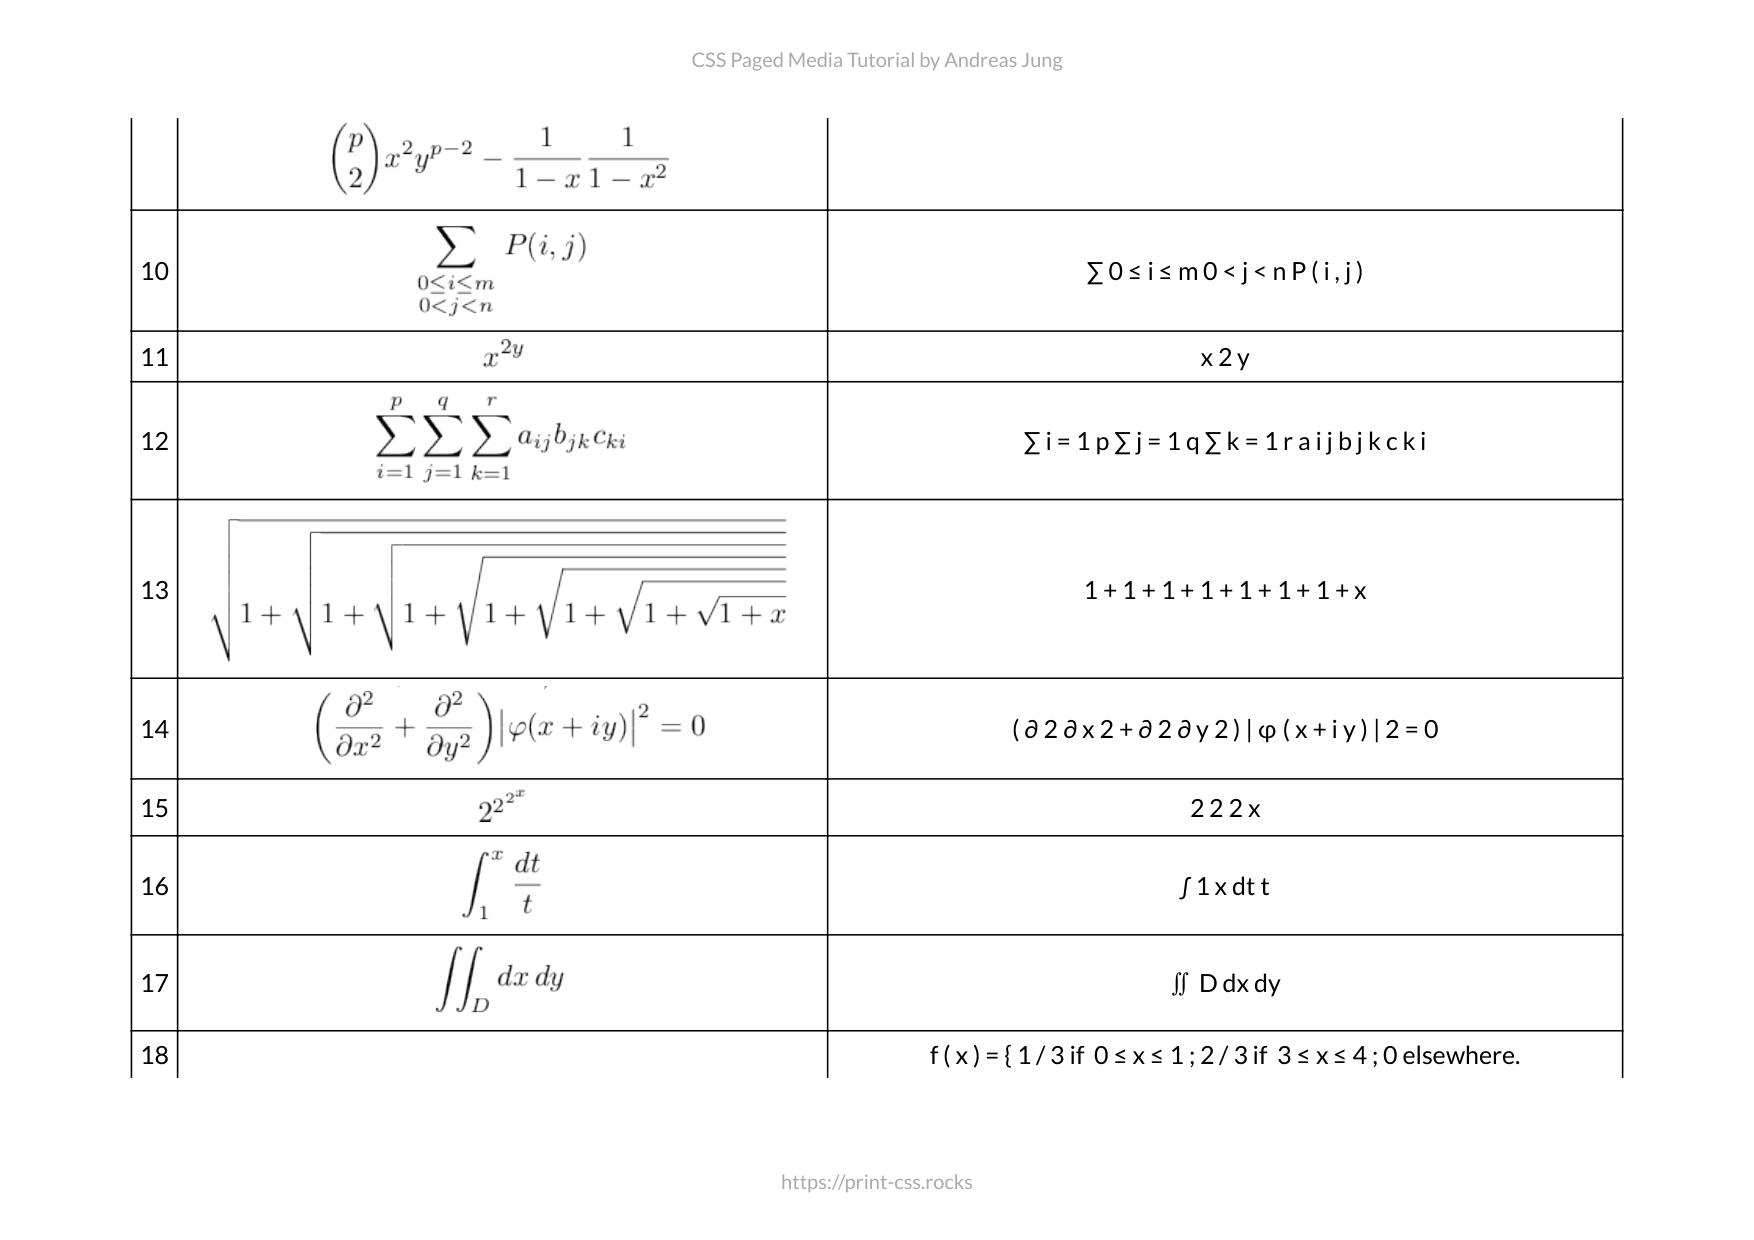 CSS Paged Media Tutorial by Andreas Jung
\binom{p}{2} x^2 y^{p-2} - \frac{1}{1-x} \frac{1}{1-x^2}
10 \sum_{\substack{0 \le i \le m \\ 0 < j < n}} P(i, j) ∑ 0 ≤ i ≤ m 0 < j < n P ( i , j )
11 x^{2y} x 2 y
12 \sum_{i=1}^{p} \sum_{j=1}^{q} \sum_{k=1}^{r} a_{ij} b_{jk} c_{ki} ∑ i = 1 p ∑ j = 1 q ∑ k = 1 r a i j b j k c k i
13 \sqrt{1+\sqrt{1+\sqrt{1+\sqrt{1+\sqrt{1+\sqrt{1+\sqrt{1+x}}}}}}} 1 + 1 + 1 + 1 + 1 + 1 + 1 + x
14 \left( \frac{\partial^2}{\partial x^2} + \frac{\partial^2}{\partial y^2} \right) |\varphi(x+iy)|^2 = 0 ( ∂ 2 ∂ x 2 + ∂ 2 ∂ y 2 ) | φ ( x + i y ) | 2 = 0
15 2^{2^{2^x}} 2 2 2 x
16 \int_1^x \frac{dt}{t} ∫ 1 x dt t
17 \iint_D dx\,dy ∬ D dx dy
18 f ( x ) = { 1 / 3 if 0 ≤ x ≤ 1 ; 2 / 3 if 3 ≤ x ≤ 4 ; 0 elsewhere.
https://print-css.rocks